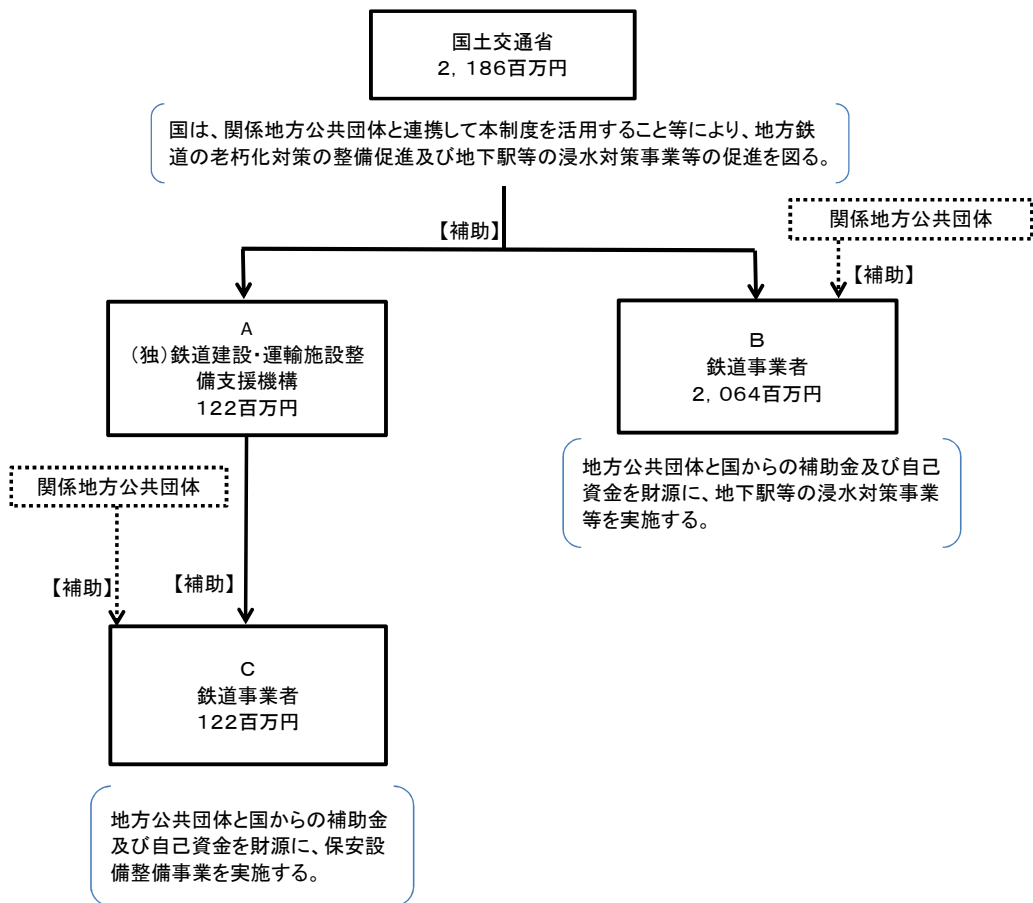 国土交通省
２，１８６百万円
国は、関係地方公共団体と連携して本制度を活用すること等により、地方鉄
道の老朽化対策の整備促進及び地下駅等の浸水対策事業等の促進を図る。
【補助】
関係地方公共団体
【補助】
A
（独）鉄道建設・運輸施設整
備支援機構
１２２百万円
B
鉄道事業者
２，０６４百万円
地方公共団体と国からの補助金及び自己
資金を財源に、地下駅等の浸水対策事業
等を実施する。
関係地方公共団体
【補助】
【補助】
C
鉄道事業者
１２２百万円
地方公共団体と国からの補助金
及び自己資金を財源に、保安設
備整備事業を実施する。